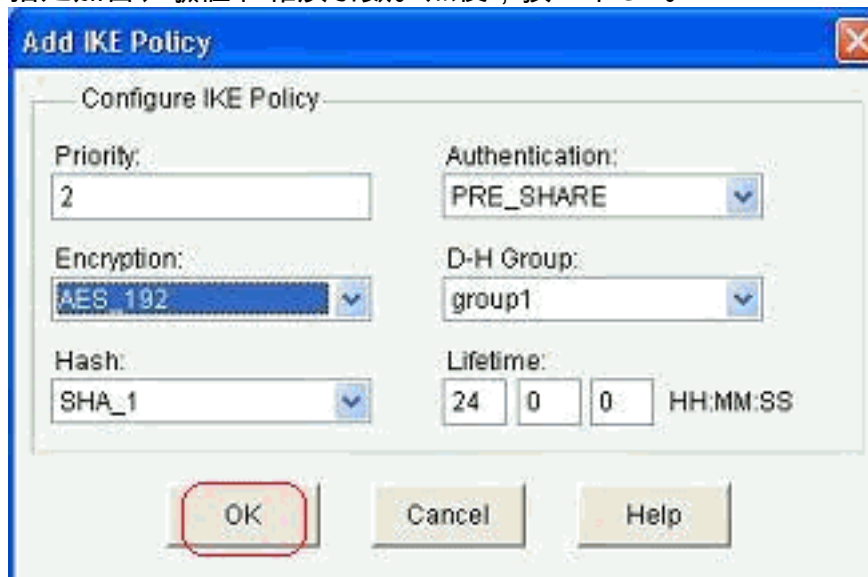 Add IKE Policy
Configure IKE Policy
Priority:
2
Authentication:
PRE_SHARE
Encryption:
AES_192
D-H Group:
group1
Hash:
SHA_1
Lifetime:
24 0 0 HH:MM:SS
OK Cancel Help